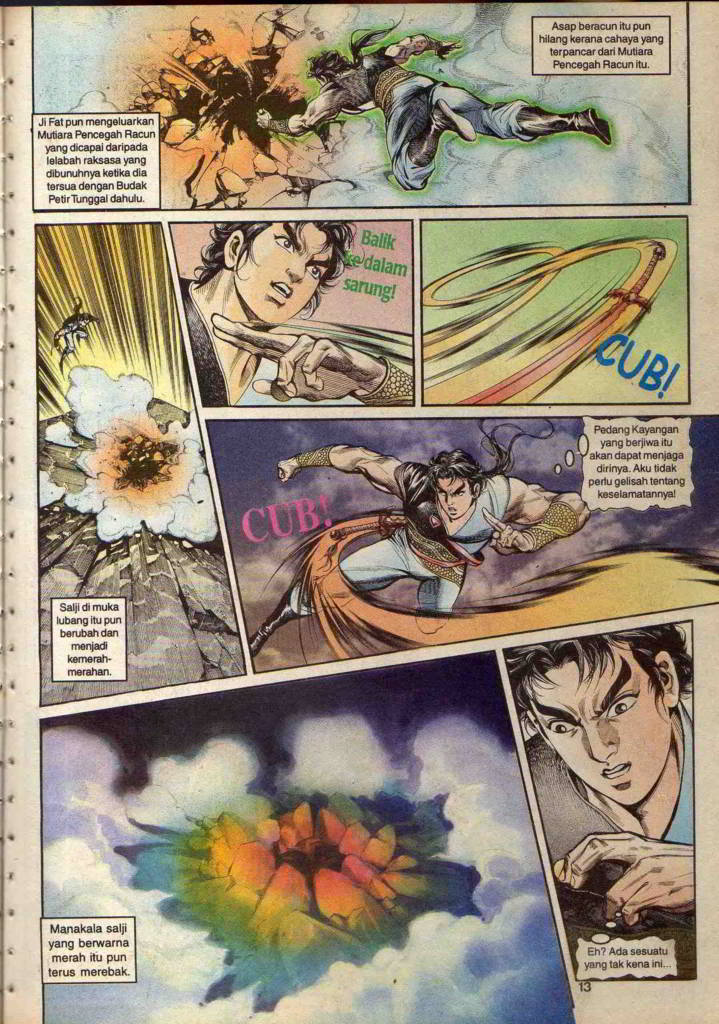 Ji Fat pun mengeluarkan
Mutiara Pencegah Racun
yang dicapai daripada
lelabah raksasa yang
dibunuhnya ketika dia
tersua dengan Budak
Petir Tunggal dahulu.
Asap beracun itu pun
hilang kerana cahaya yang
terpancar dari Mutiara
Pencegah Racun itu.
Balik
ke dalam
sarung!
CUB!
Salji di muka
lubang itu pun
berubah dan
menjadi
kemerah-
merahan.
CUB!
Pedang Kayangan
yang berjiwa itu
akan dapat menjaga
dirinya. Aku tidak
perlu gelisah tentang
keselamatannya!
Manakala salji
yang berwarna
merah itu pun
terus merebak.
Eh? Ada sesuatu
yang tak kena ini...
13